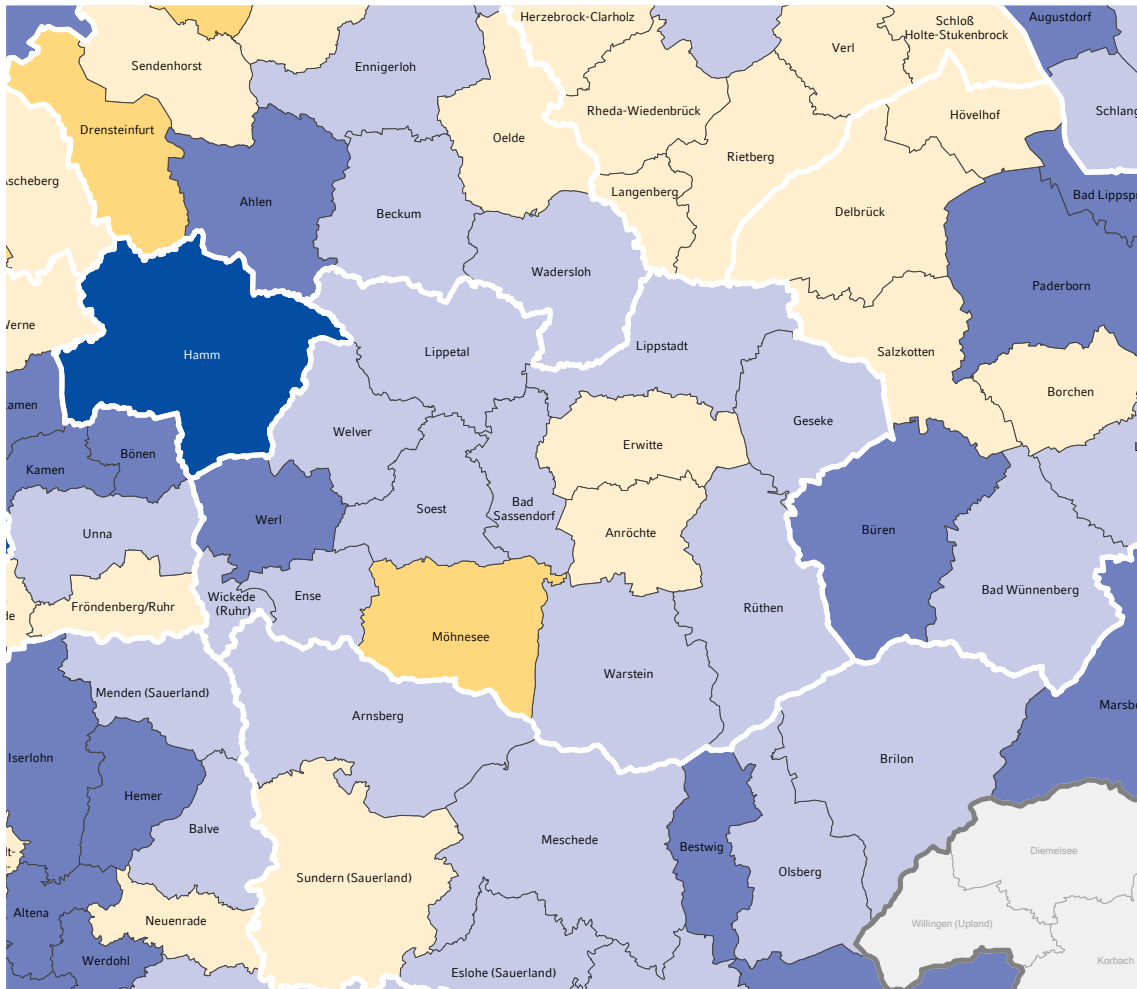 Herzebrock-Clarholz
Schloß
Holte-Stukenbrock
Augustdorf
Verl
Sendenhorst
Ennigerloh
Rheda-Wiedenbrück
Hövelhof
Schlang
Drensteinfurt
Oelde
Rietberg
Ascheberg
Langenberg
Bad Lippspr
Ahlen
Beckum
Delbrück
Wadersloh
Paderborn
Werne
Hamm
Lippetal
Lippstadt
Salzkotten
Borchen
kamen
Geseke
Welver
Erwitte
Bönen
Kamen
Soest
Bad
Sassendorf
Werl
Anröchte
Büren
Unna
Bad Wünnenberg
Ense
Wickede
(Ruhr)
Fröndenberg/Ruhr
de
Rüthen
Möhnesee
Warstein
Menden (Sauerland)
Arnsberg
Marsbe
Iserlohn
Brilon
Hemer
Balve
Meschede
Bestwig
lt-
Diemelsee
Olsberg
Sundern (Sauerland)
Altena
Neuenrade
Willingen (Upland)
Werdohl
Korbach
Eslohe (Sauerland)